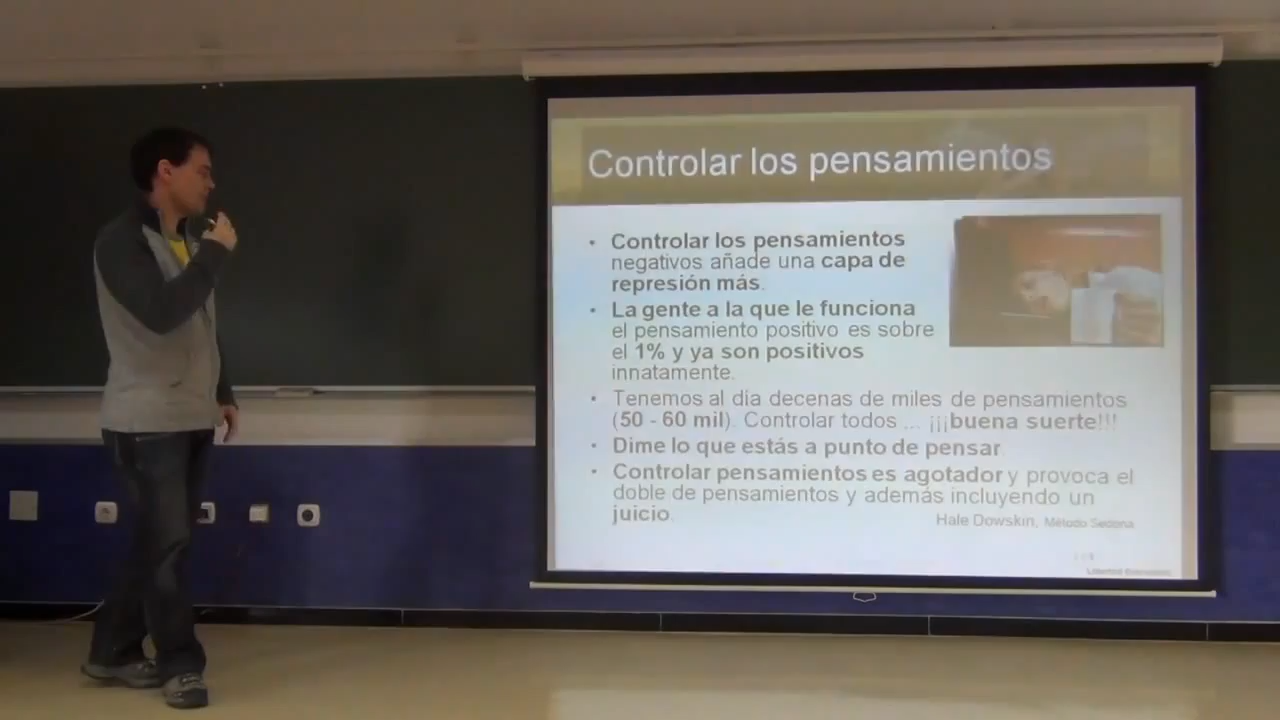 Controlar los pensamientos
• Controlar los pensamientos
negativos añade una capa de
represión más.
• La gente a la que le funciona
el pensamiento positivo es sobre
el 1% y ya son positivos
innatamente.
• Tenemos al día decenas de miles de pensamientos
(50 - 60 mil). Controlar todos ... ¡¡¡buena suerte!!!
• Dime lo que estás a punto de pensar
• Controlar pensamientos es agotador y provoca el
doble de pensamientos y además incluyendo un
juicio.
Hale Dowskin, Método Sedona